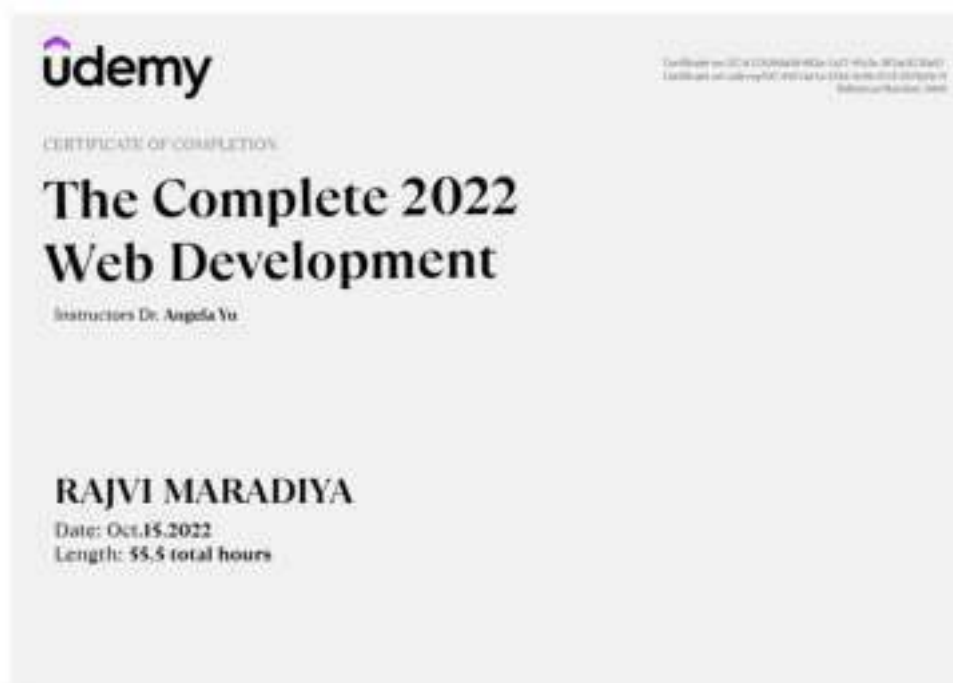 udemy
CERTIFICATE OF COMPLETION
The Complete 2022
Web Development
Instructors Dr. Angela Yu
RAJVI MARADIYA
Date: Oct.15.2022
Length: 55.5 total hours